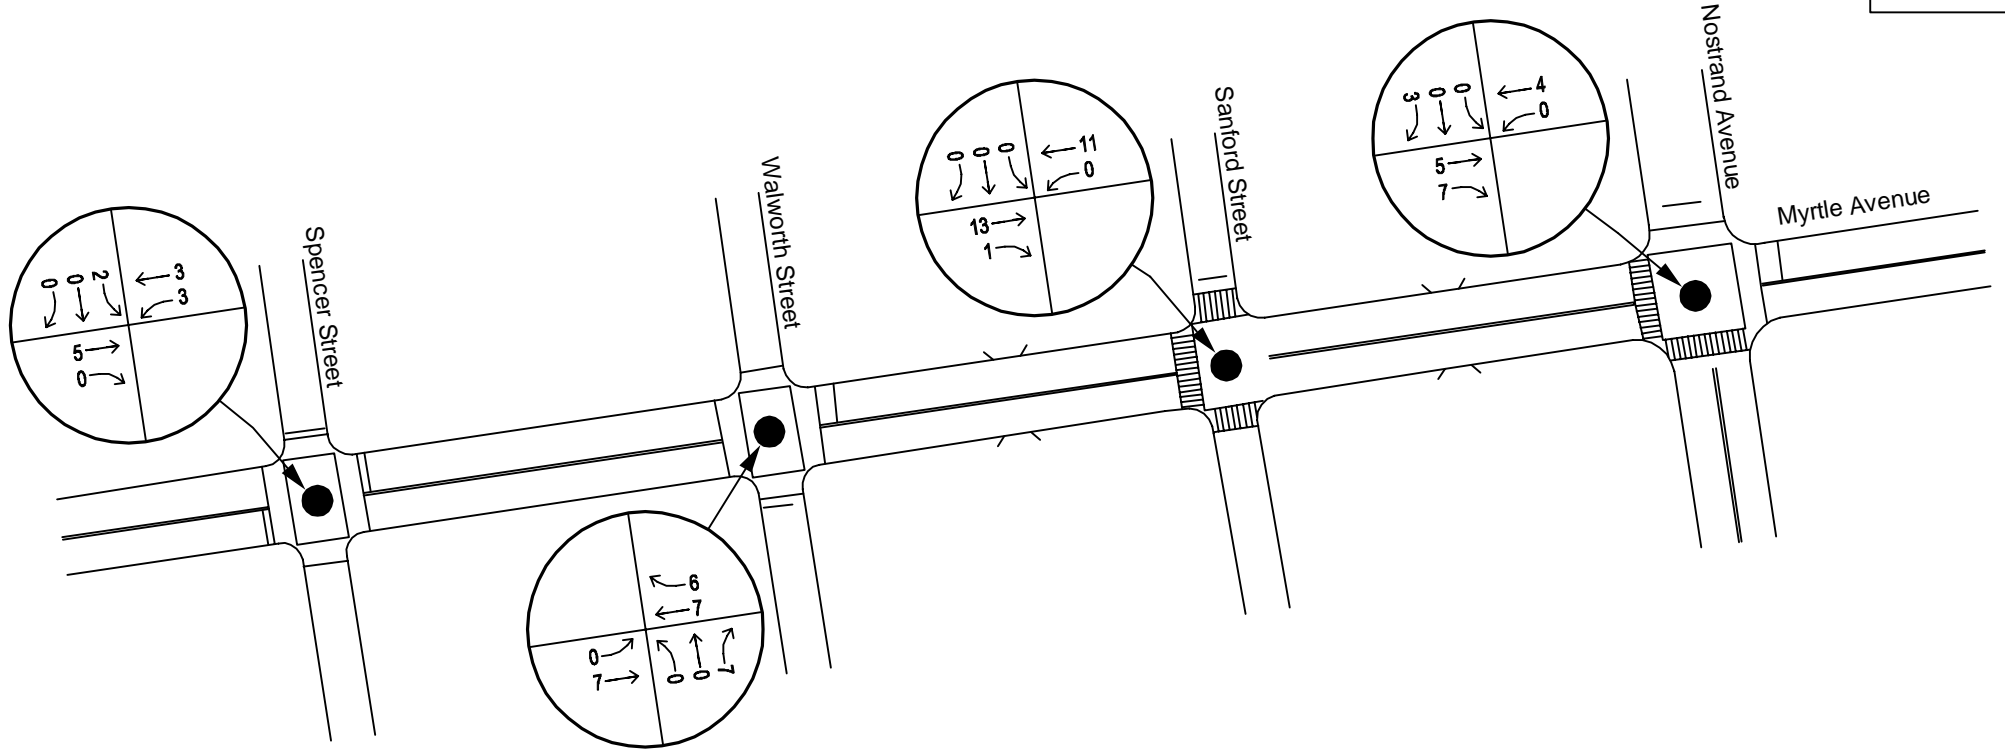 Nostrand Avenue
Sanford Street
Walworth Street
Spencer Street
Myrtle Avenue
0 0 2 3
3
5
0
6
7
0
7 0 0 7
0 0 0 11
0
13
1
3 0 0 4
0
5
7